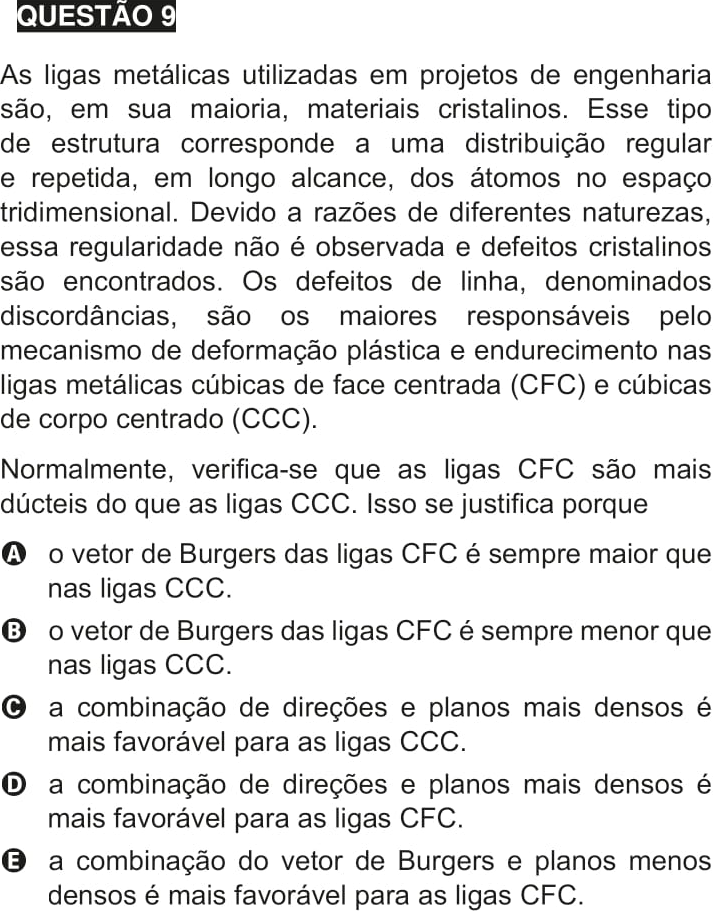 QUESTÃO 9
As ligas metálicas utilizadas em projetos de engenharia
são, em sua maioria, materiais cristalinos. Esse tipo
de estrutura corresponde a uma distribuição regular
e repetida, em longo alcance, dos átomos no espaço
tridimensional. Devido a razões de diferentes naturezas,
essa regularidade não é observada e defeitos cristalinos
são encontrados. Os defeitos de linha, denominados
discordâncias, são os maiores responsáveis pelo
mecanismo de deformação plástica e endurecimento nas
ligas metálicas cúbicas de face centrada (CFC) e cúbicas
de corpo centrado (CCC).
Normalmente, verifica-se que as ligas CFC são mais
dúcteis do que as ligas CCC. Isso se justifica porque
A o vetor de Burgers das ligas CFC é sempre maior que
nas ligas CCC.
B o vetor de Burgers das ligas CFC é sempre menor que
nas ligas CCC.
C a combinação de direções e planos mais densos é
mais favorável para as ligas CCC.
D a combinação de direções e planos mais densos é
mais favorável para as ligas CFC.
E a combinação do vetor de Burgers e planos menos
densos é mais favorável para as ligas CFC.